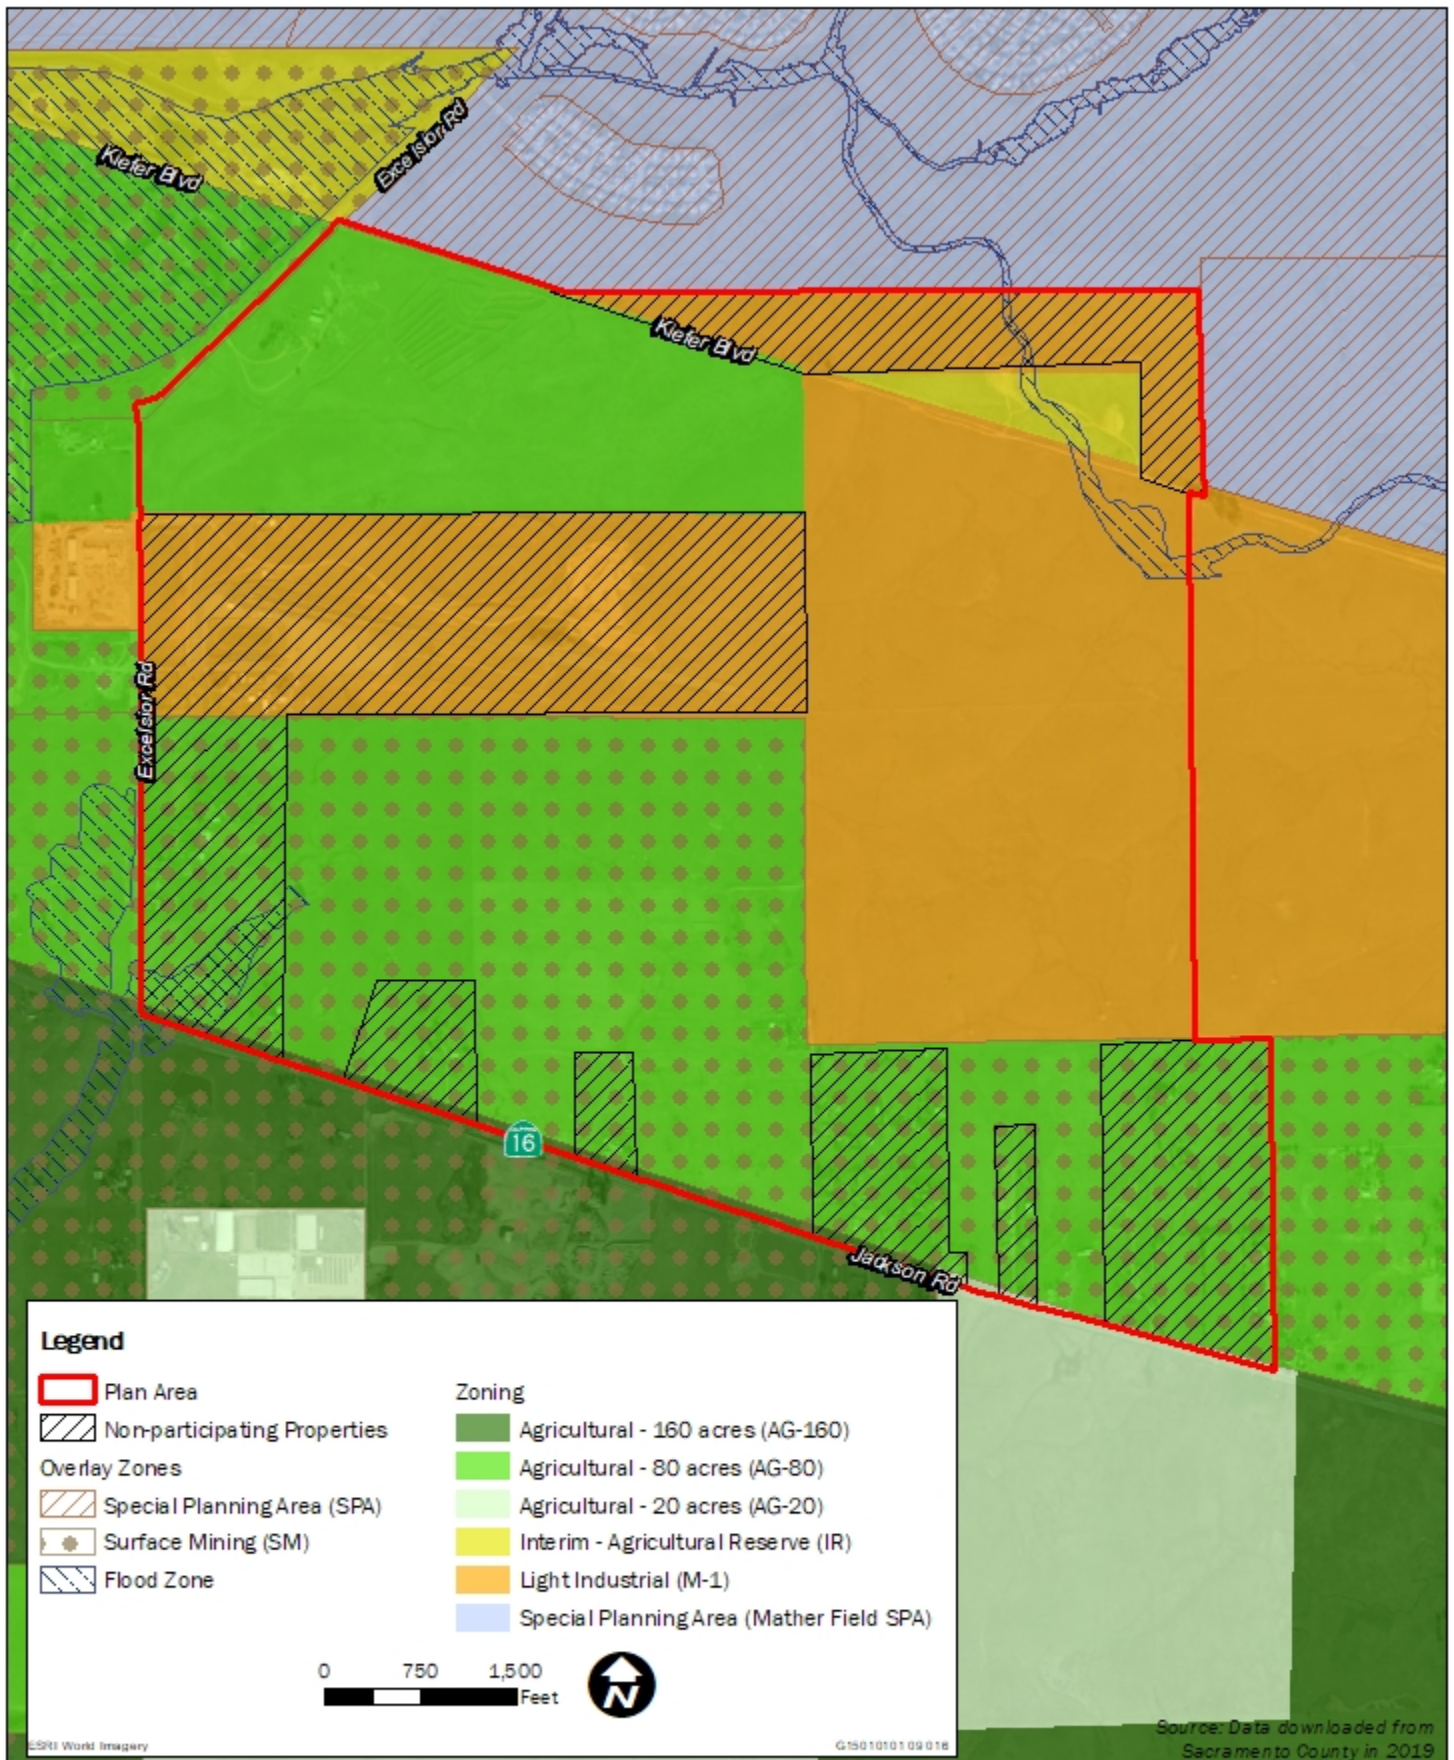 Kiefer Blvd
Excelsior Rd
Kiefer Blvd
Excelsior Rd
16
Jackson Rd
Legend
Plan Area
Non-participating Properties
Overlay Zones
Special Planning Area (SPA)
Surface Mining (SM)
Flood Zone
Zoning
Agricultural - 160 acres (AG-160)
Agricultural - 80 acres (AG-80)
Agricultural - 20 acres (AG-20)
Interim - Agricultural Reserve (IR)
Light Industrial (M-1)
Special Planning Area (Mather Field SPA)
0 750 1,500
Feet
N
ESRI World Imagery
Source: Data downloaded from
Sacramento County in 2019